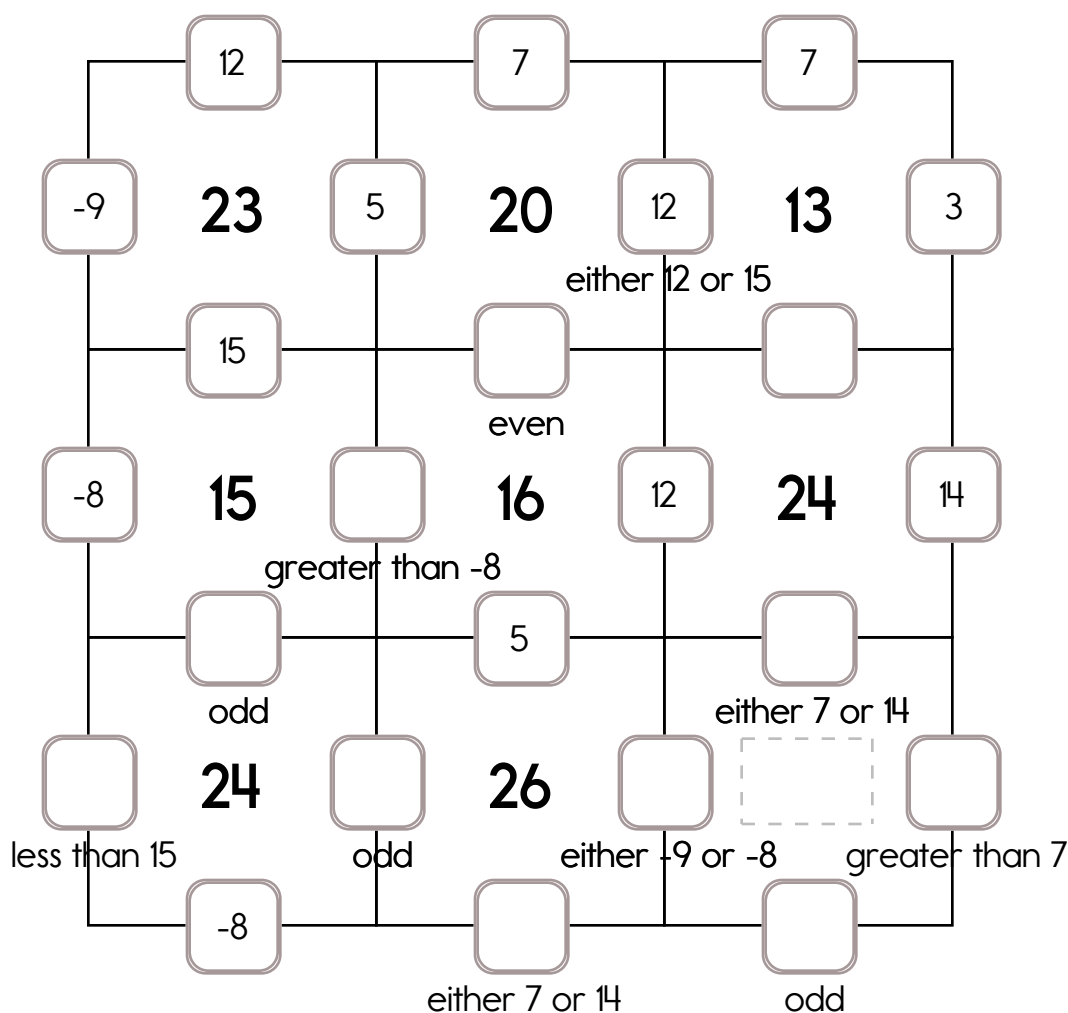 12 7 7
-9 23 5 20 12 13 3
either 12 or 15
15
even
-8 15 16 12 24 14
greater than -8
5
odd either 7 or 14
24 26
less than 15 odd either -9 or -8 greater than 7
-8
either 7 or 14 odd